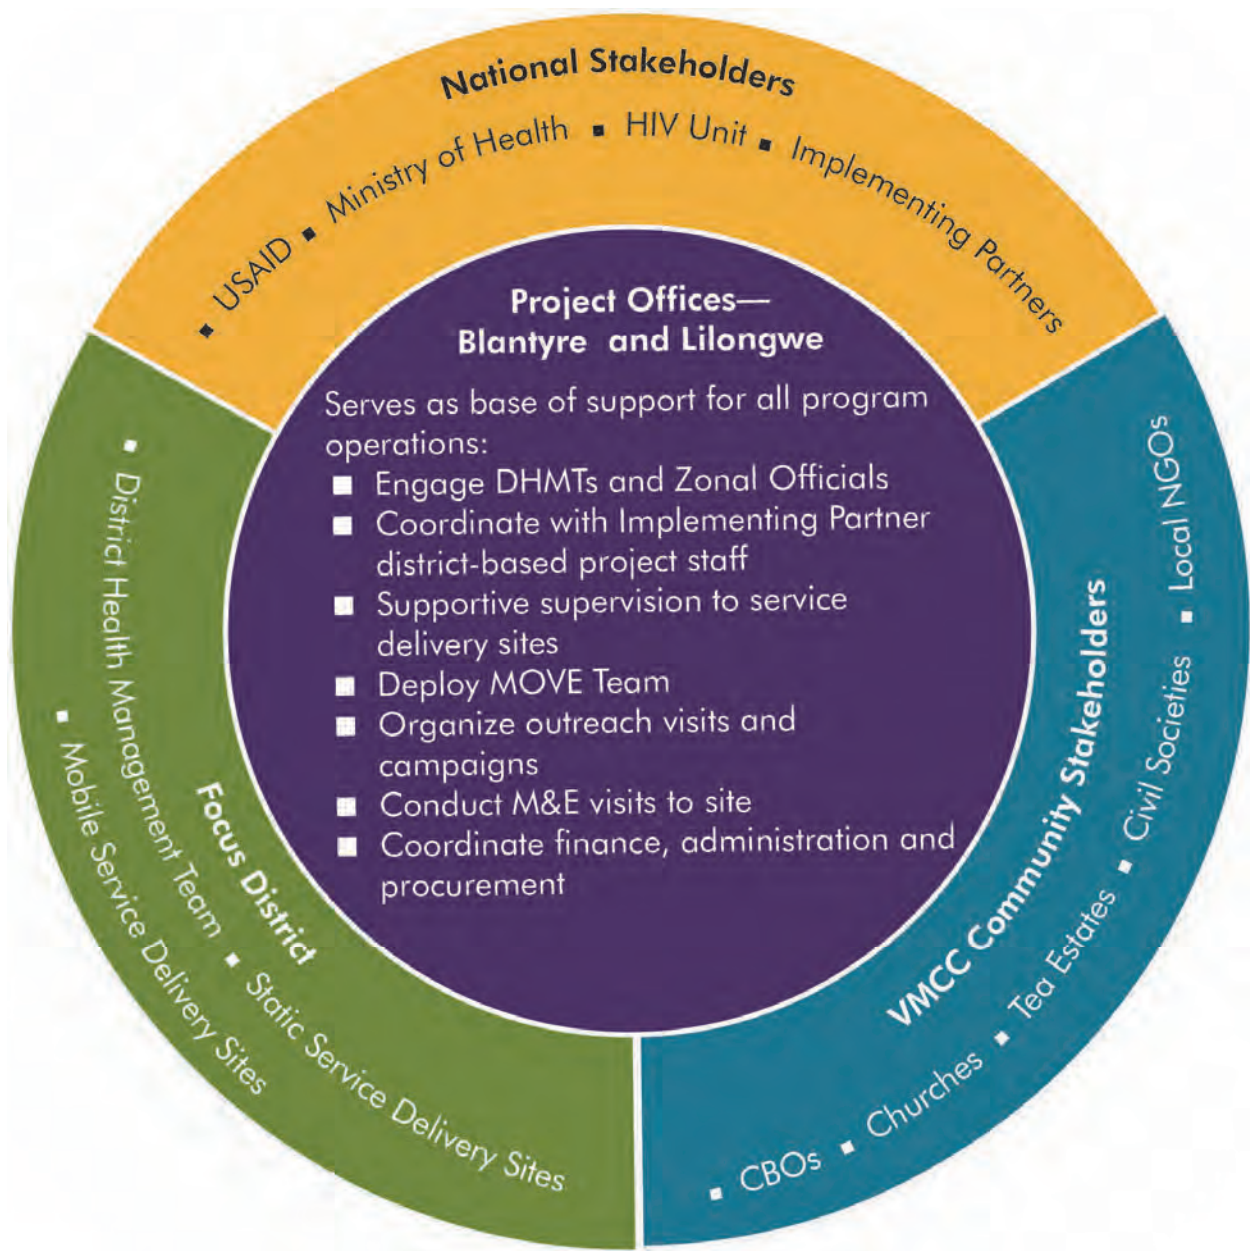 National Stakeholders
▪ USAID ▪ Ministry of Health ▪ HIV Unit ▪ Implementing Partners
Project Offices—
Blantyre and Lilongwe
Serves as base of support for all program
operations:
■ Engage DHMTs and Zonal Officials
■ Coordinate with Implementing Partner
district-based project staff
■ Supportive supervision to service
delivery sites
■ Deploy MOVE Team
■ Organize outreach visits and
campaigns
■ Conduct M&E visits to site
■ Coordinate finance, administration and
procurement
Focus District
▪ District Health Management Team ▪ Static Service Delivery Sites
▪ Mobile Service Delivery Sites
VMCC Community Stakeholders
▪ CBOs ▪ Churches ▪ Tea Estates ▪ Civil Societies ▪ Local NGOs